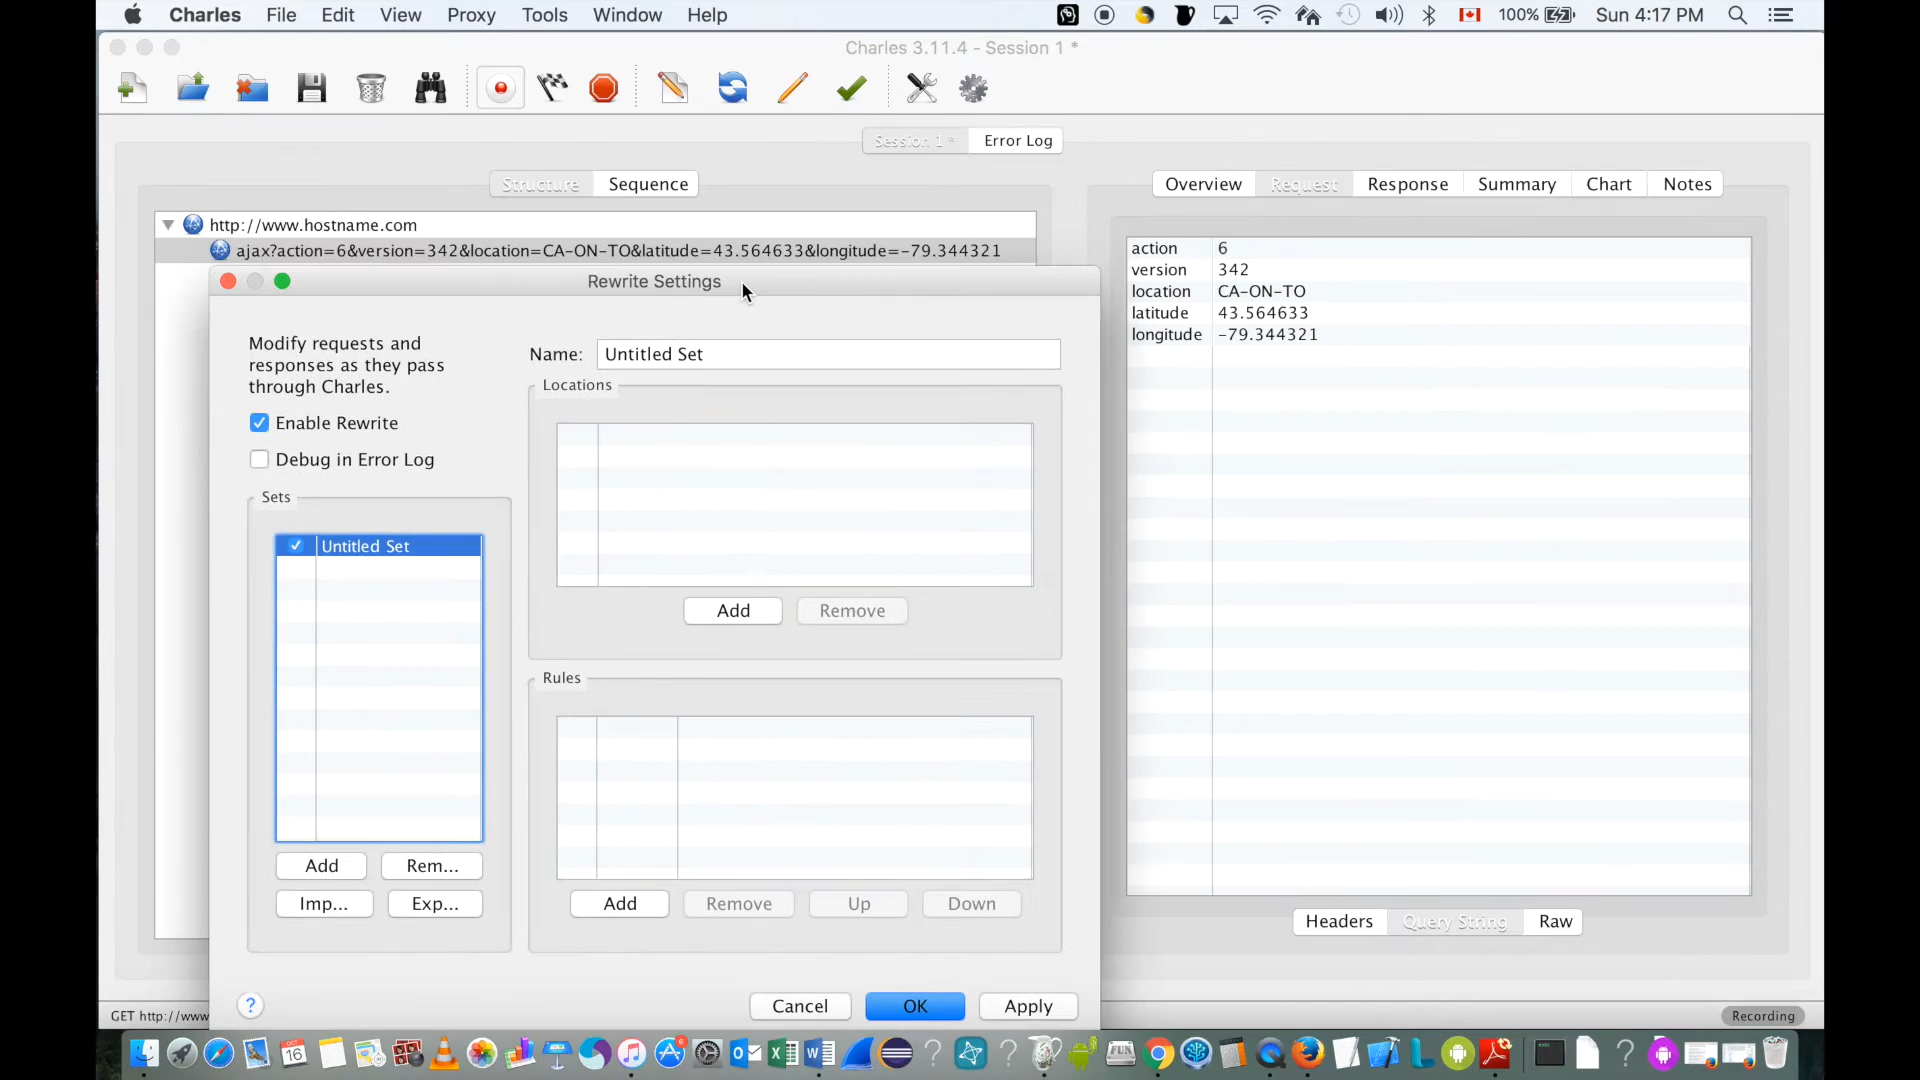 Charles File Edit View Proxy Tools Window Help 100% Sun 4:17 PM
Charles 3.11.4 - Session 1 *
Session 1 * Error Log
Structure Sequence
Overview Request Response Summary Chart Notes
http://www.hostname.com
ajax?action=6&version=342&location=CA-ON-TO&latitude=43.564633&longitude=-79.344321
action 6
version 342
location CA-ON-TO
latitude 43.564633
longitude -79.344321
Rewrite Settings
Modify requests and
responses as they pass
through Charles.
Enable Rewrite
Debug in Error Log
Sets
Untitled Set
Add Rem...
Imp... Exp...
Name: Untitled Set
Locations
Add Remove
Rules
Add Remove Up Down
? Cancel OK Apply
Headers Query String Raw
GET http://www
Recording
OCT
16
6
FUN